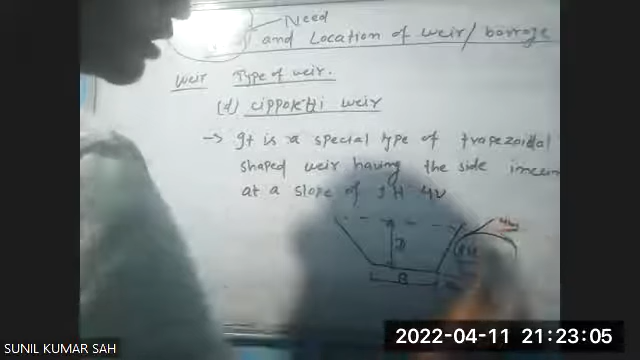 Need
and Location of weir/ barrage
weir Type of weir.
(d) cippoletti weir
→ It is a special type of trapezoidal
shaped weir having the side
at a slope of 1H 4V
D
B
SUNIL KUMAR SAH
2022-04-11 21:23:05